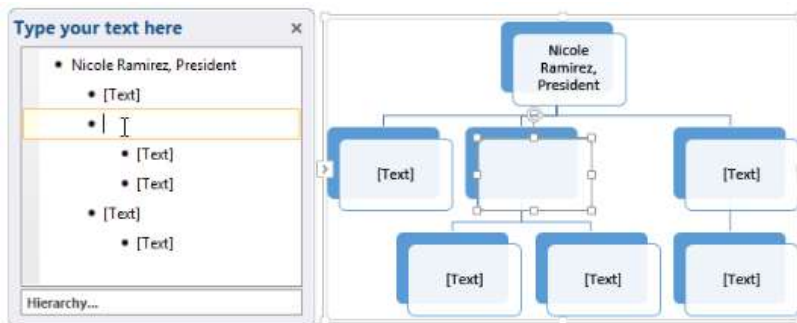 Type your text here
Nicole Ramirez, President
[Text]
[Text]
[Text]
[Text]
[Text]
Hierarchy...
Nicole
Ramirez,
President
[Text]
[Text]
[Text]
[Text]
[Text]